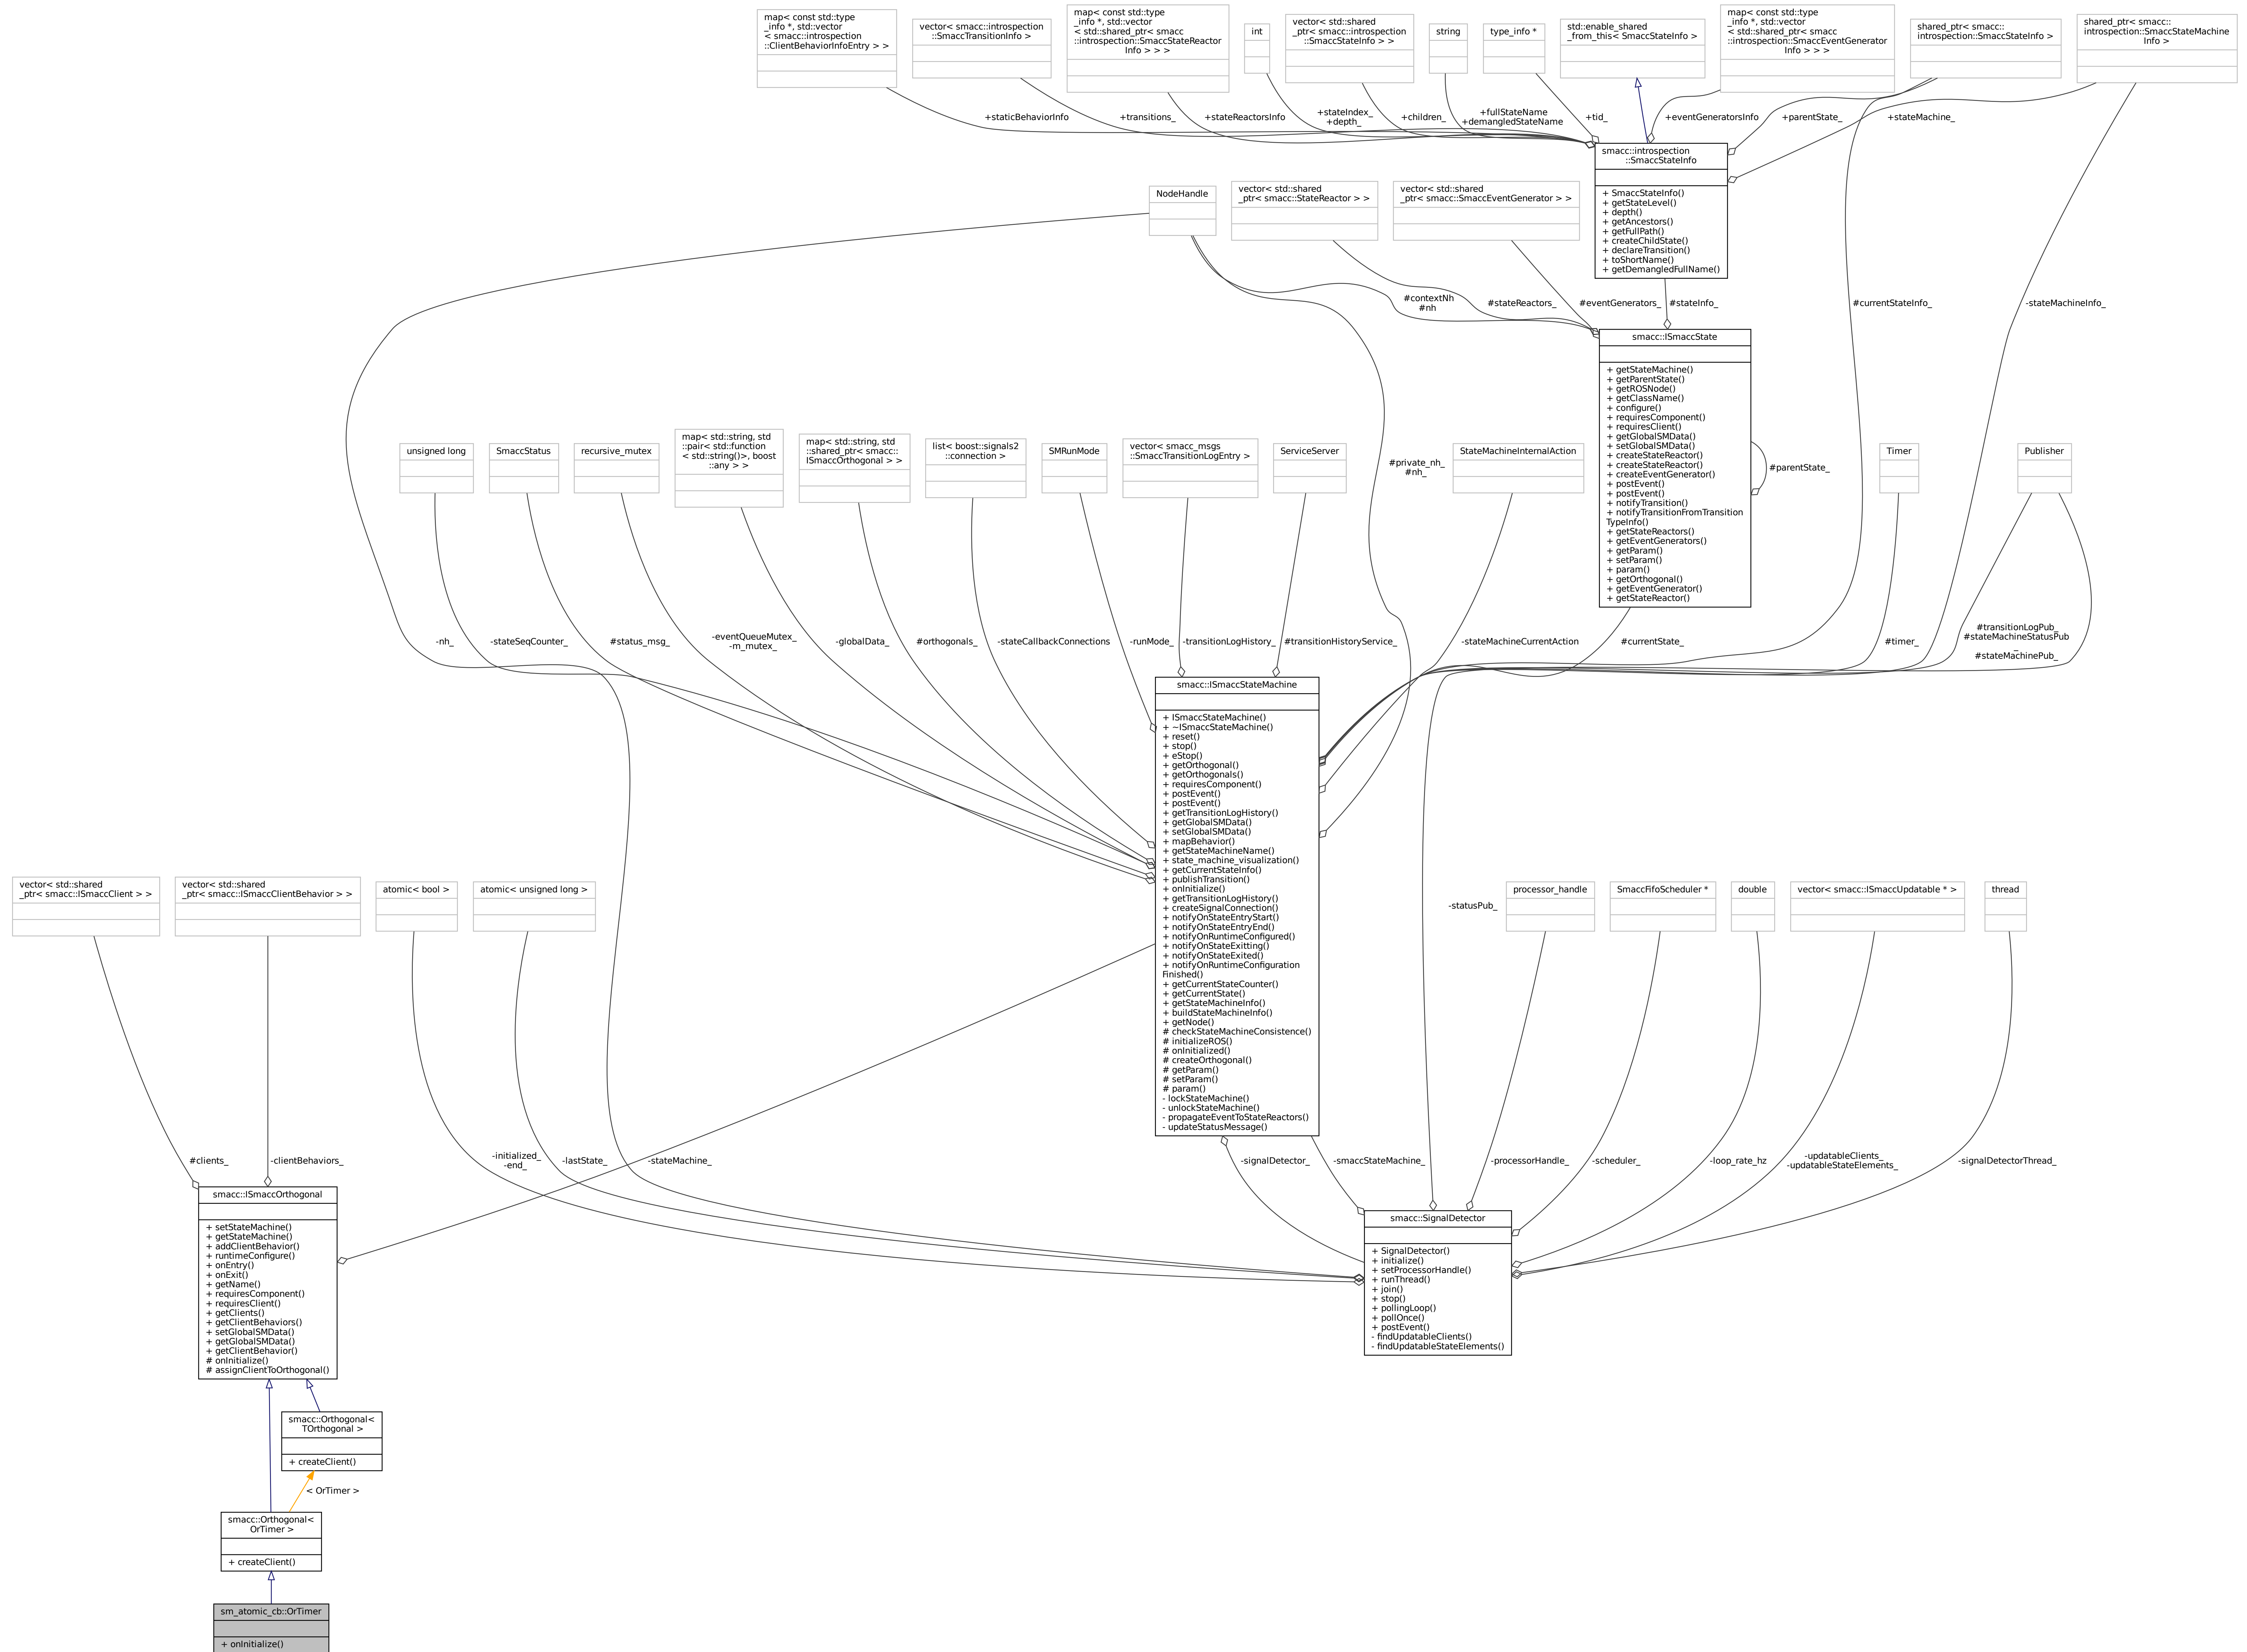 map< const std::type
_info *, std::vector
< smacc::introspection
::ClientBehaviorInfoEntry > >
vector< smacc::introspection
::SmaccTransitionInfo >
map< const std::type
_info *, std::vector
< std::shared_ptr< smacc
::introspection::SmaccStateReactor
Info > > >
int
vector< std::shared
_ptr< smacc::introspection
::SmaccStateInfo > >
string
type_info *
std::enable_shared
_from_this< SmaccStateInfo >
map< const std::type
_info *, std::vector
< std::shared_ptr< smacc
::introspection::SmaccEventGenerator
Info > > >
shared_ptr< smacc::
introspection::SmaccStateInfo >
shared_ptr< smacc::
introspection::SmaccStateMachine
Info >
+staticBehaviorInfo
+transitions_
+stateReactorsInfo
+stateIndex_
+depth_
+children_
+fullStateName
+demangledStateName
+tid_
+eventGeneratorsInfo
+parentState_
+stateMachine_
smacc::introspection
::SmaccStateInfo
+ SmaccStateInfo()
+ getStateLevel()
+ depth()
+ getAncestors()
+ getFullPath()
+ createChildState()
+ declareTransition()
+ toShortName()
+ getDemangledFullName()
NodeHandle
vector< std::shared
_ptr< smacc::StateReactor > >
vector< std::shared
_ptr< smacc::SmaccEventGenerator > >
#contextNh
#nh
#stateReactors_
#eventGenerators_
#stateInfo_
#currentStateInfo_
-stateMachineInfo_
smacc::ISmaccState
+ getStateMachine()
+ getParentState()
+ getROSNode()
+ getClassName()
+ configure()
+ requiresComponent()
+ requiresClient()
+ getGlobalSMData()
+ setGlobalSMData()
+ createStateReactor()
+ createStateReactor()
+ createEventGenerator()
+ postEvent()
+ postEvent()
+ notifyTransition()
+ notifyTransitionFromTransition
TypeInfo()
+ getStateReactors()
+ getEventGenerators()
+ getParam()
+ setParam()
+ param()
+ getOrthogonal()
+ getEventGenerator()
+ getStateReactor()
#parentState_
unsigned long
SmaccStatus
recursive_mutex
map< std::string, std
::pair< std::function
< std::string()>, boost
::any > >
map< std::string, std
::shared_ptr< smacc::
ISmaccOrthogonal > >
list< boost::signals2
::connection >
SMRunMode
vector< smacc_msgs
::SmaccTransitionLogEntry >
ServiceServer
#private_nh_
#nh_
StateMachineInternalAction
Timer
Publisher
-nh_
-stateSeqCounter_
#status_msg_
-eventQueueMutex_
-m_mutex_
-globalData_
#orthogonals_
-stateCallbackConnections
-runMode_
-transitionLogHistory_
#transitionHistoryService_
-stateMachineCurrentAction
#currentState_
#timer_
#transitionLogPub_
#stateMachineStatusPub
_
#stateMachinePub_
smacc::ISmaccStateMachine
+ ISmaccStateMachine()
+ ~ISmaccStateMachine()
+ reset()
+ stop()
+ eStop()
+ getOrthogonal()
+ getOrthogonals()
+ requiresComponent()
+ postEvent()
+ postEvent()
+ getTransitionLogHistory()
+ getGlobalSMData()
+ setGlobalSMData()
+ mapBehavior()
+ getStateMachineName()
+ state_machine_visualization()
+ getCurrentStateInfo()
+ publishTransition()
+ onInitialize()
+ getTransitionLogHistory()
+ createSignalConnection()
+ notifyOnStateEntryStart()
+ notifyOnStateEntryEnd()
+ notifyOnRuntimeConfigured()
+ notifyOnStateExitting()
+ notifyOnStateExited()
+ notifyOnRuntimeConfiguration
Finished()
+ getCurrentStateCounter()
+ getCurrentState()
+ getStateMachineInfo()
+ buildStateMachineInfo()
+ getNode()
# checkStateMachineConsistence()
# initializeROS()
# onInitialized()
# createOrthogonal()
# getParam()
# setParam()
# param()
- lockStateMachine()
- unlockStateMachine()
- propagateEventToStateReactors()
- updateStatusMessage()
vector< std::shared
_ptr< smacc::ISmaccClient > >
vector< std::shared
_ptr< smacc::ISmaccClientBehavior > >
atomic< bool >
atomic< unsigned long >
-statusPub_
processor_handle
SmaccFifoScheduler *
double
vector< smacc::ISmaccUpdatable * >
thread
#clients_
-clientBehaviors_
-initialized_
-end_
-lastState_
-stateMachine_
-signalDetector_
-smaccStateMachine_
-processorHandle_
-scheduler_
-loop_rate_hz
-updatableClients_
-updatableStateElements_
-signalDetectorThread_
smacc::ISmaccOrthogonal
+ setStateMachine()
+ getStateMachine()
+ addClientBehavior()
+ runtimeConfigure()
+ onEntry()
+ onExit()
+ getName()
+ requiresComponent()
+ requiresClient()
+ getClients()
+ getClientBehaviors()
+ setGlobalSMData()
+ getGlobalSMData()
+ getClientBehavior()
# onInitialize()
# assignClientToOrthogonal()
smacc::SignalDetector
+ SignalDetector()
+ initialize()
+ setProcessorHandle()
+ runThread()
+ join()
+ stop()
+ pollingLoop()
+ pollOnce()
+ postEvent()
- findUpdatableClients()
- findUpdatableStateElements()
smacc::Orthogonal<
TOrthogonal >
+ createClient()
< OrTimer >
smacc::Orthogonal<
OrTimer >
+ createClient()
sm_atomic_cb::OrTimer
+ onInitialize()